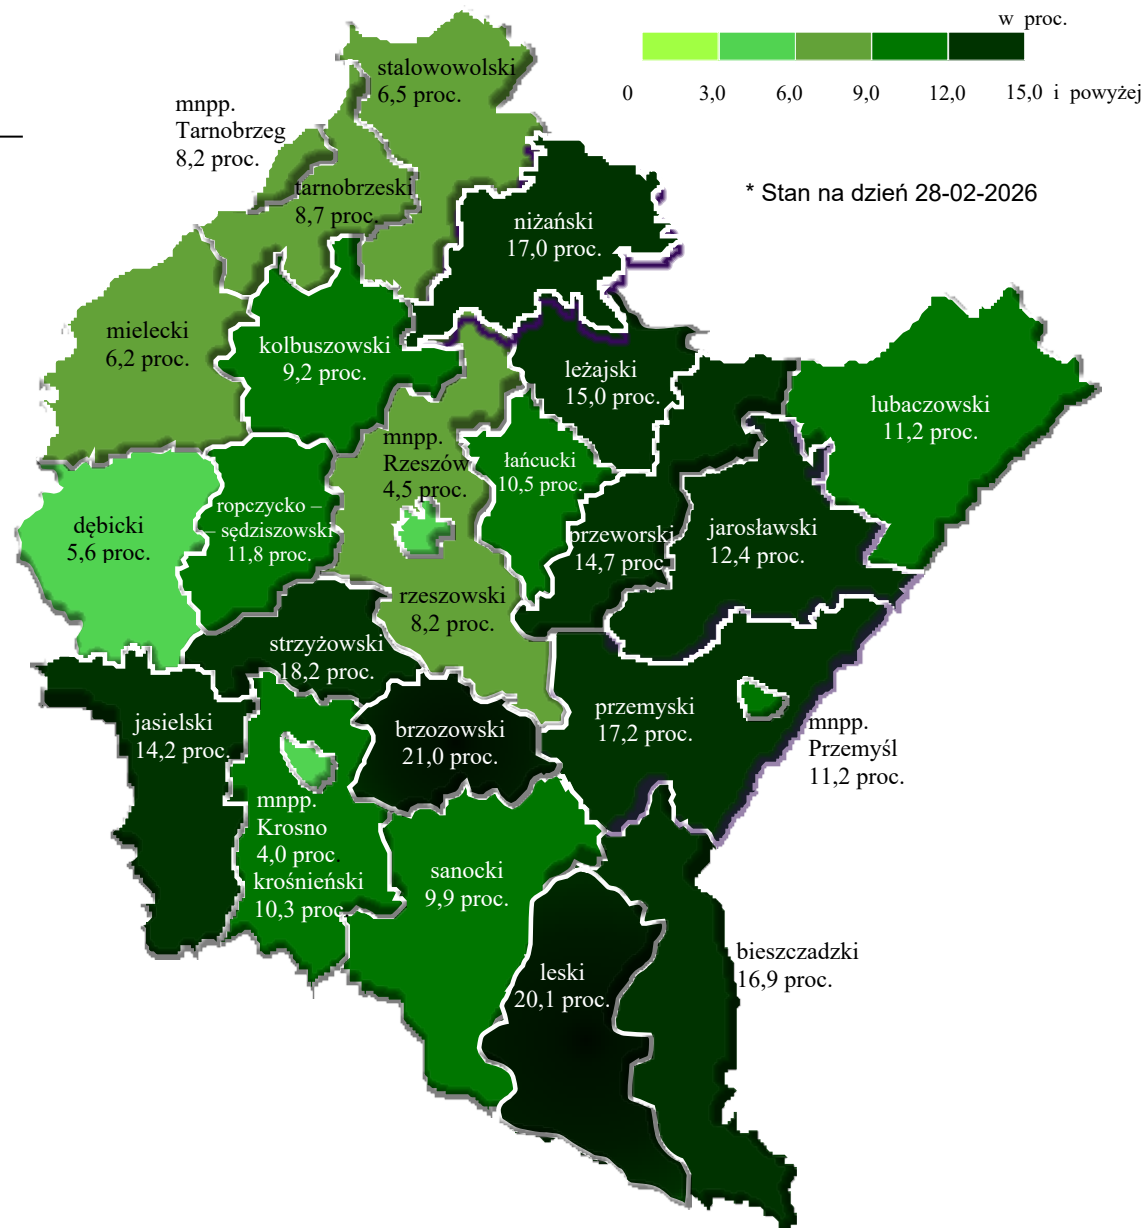 w proc.
0 3,0 6,0 9,0 12,0 15,0 i powyżej
* Stan na dzień 28-02-2026
stalowowolski
6,5 proc.
mnpp.
Tarnobrzeg
8,2 proc.
tarnobrzeski
8,7 proc.
niżański
17,0 proc.
mielecki
6,2 proc.
kolbuszowski
9,2 proc.
leżajski
15,0 proc.
lubaczowski
11,2 proc.
mnpp.
Rzeszów
4,5 proc.
łańcucki
10,5 proc.
dębicki
5,6 proc.
ropczycko –
– sędziszowski
11,8 proc.
przeworski
14,7 proc.
jarosławski
12,4 proc.
rzeszowski
8,2 proc.
strzyżowski
18,2 proc.
jasielski
14,2 proc.
brzozowski
21,0 proc.
przemyski
17,2 proc.
mnpp.
Przemyśl
11,2 proc.
mnpp.
Krosno
4,0 proc.
krośnieński
10,3 proc.
sanocki
9,9 proc.
leski
20,1 proc.
bieszczadzki
16,9 proc.